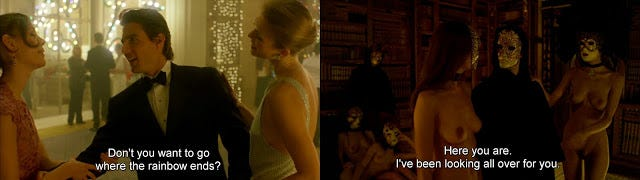 Don't you want to go
where the rainbow ends?
Here you are.
I've been looking all over for you.